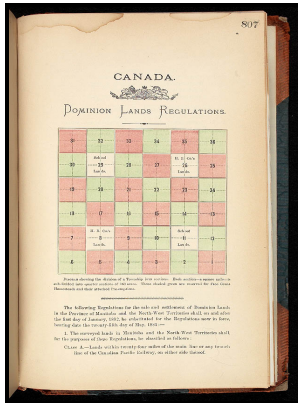 807
CANADA.
DOMINION LANDS REGULATIONS.
31 32 33 34 35 36
30 School 29 Lands. 28 27 H. B. Co's 26 Lands. 25
19 20 21 22 23 24
18 17 16 15 14 13
7 H. B. Co's 8 Lands. 9 10 School 11 Lands. 12
6 5 4 3 2 1
The following Regulations for the sale and settlement of Dominion Lands
in the Province of Manitoba and the North-West Territories shall, on and after
the first day of January, 1882, be substituted for the Regulations now in force,
bearing date the twenty-fifth day of May,
1. The surveyed lands in Manitoba and the North-West Territories shall
for the purposes of these Regulations, be classified as follows:
CLASS A.—Lands within twenty-four miles of the main line or any branch
line of the Canadian Pacific Railway, on either side thereof.